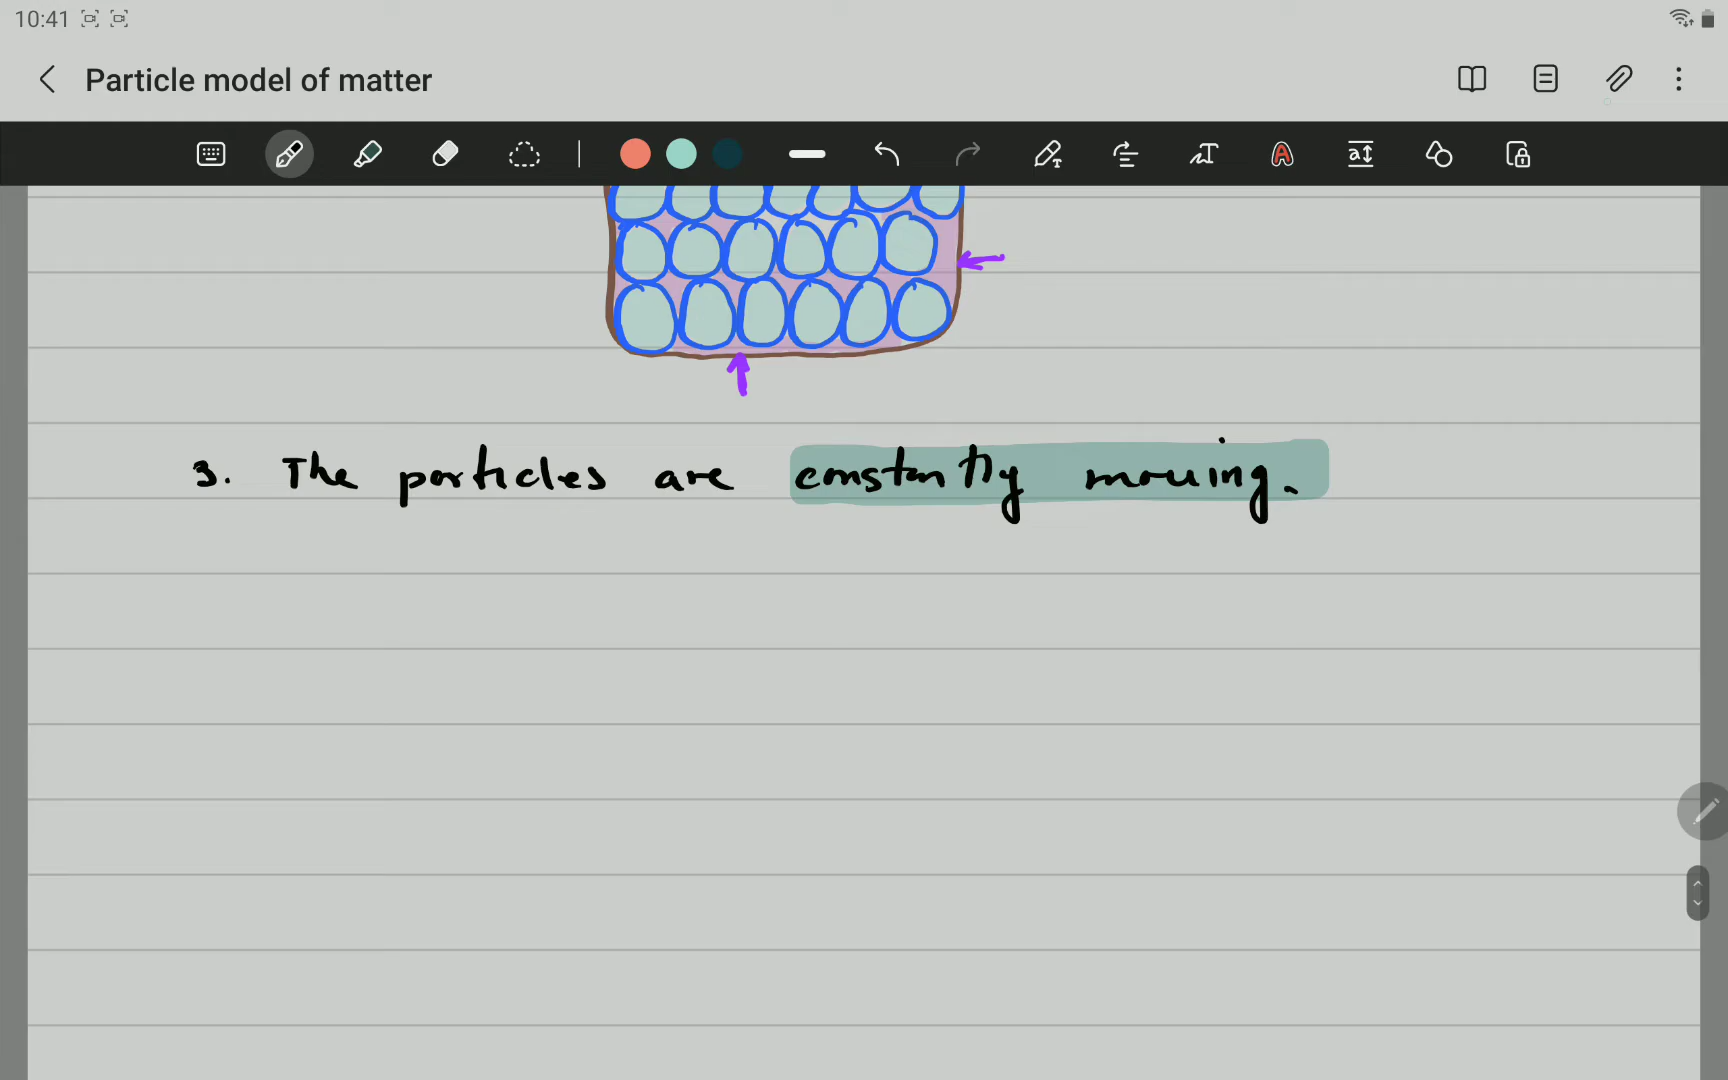 10:41
Particle model of matter
3. The particles are constantly moving.